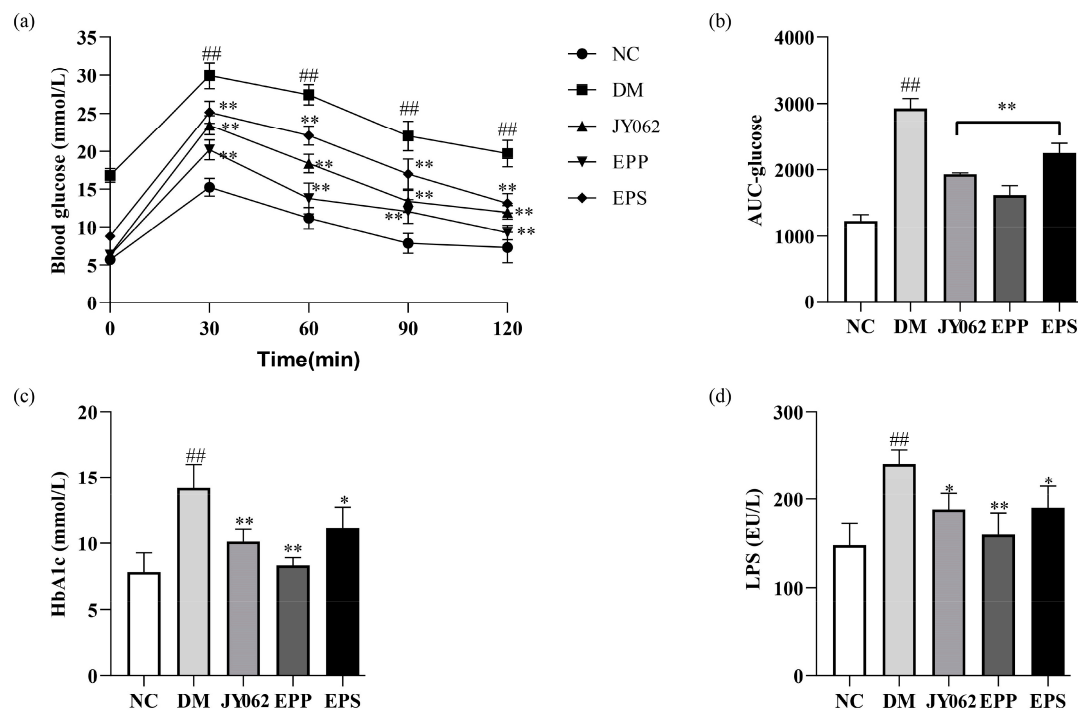 (a)
Blood glucose (mmol/L)
35
30
25
20
15
10
5
0
0 30 60 90 120
Time(min)
##
##
##
##
**
**
**
**
**
**
**
**
**
**
**
**
NC
DM
JY062
EPP
EPS
(b)
AUC-glucose
4000
3000
2000
1000
0
##
**
NC DM JY062 EPP EPS
(c)
HbA1c (mmol/L)
20
15
10
5
0
##
**
**
*
NC DM JY062 EPP EPS
(d)
LPS (EU/L)
300
200
100
0
##
*
**
*
NC DM JY062 EPP EPS